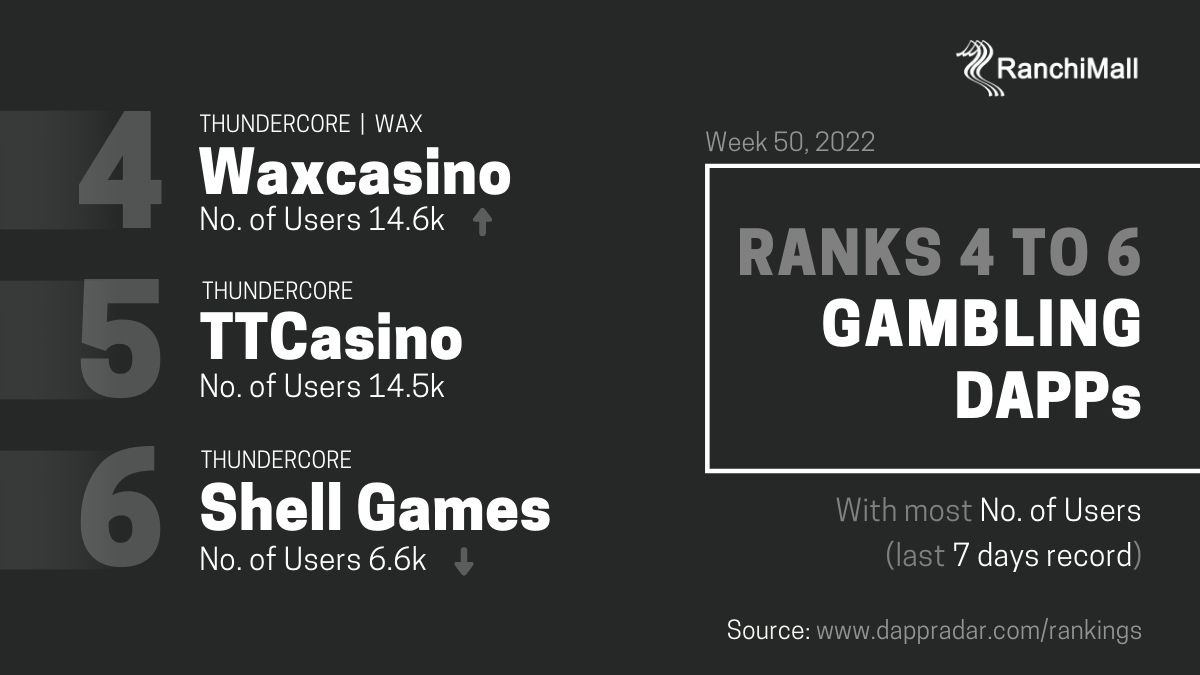 RanchiMall
4
THUNDERCORE | WAX
Waxcasino
No. of Users 14.6k
5
THUNDERCORE
TTCasino
No. of Users 14.5k
6
THUNDERCORE
Shell Games
No. of Users 6.6k
Week 50, 2022
RANKS 4 TO 6
GAMBLING
DAPPs
With most No. of Users
(last 7 days record)
Source: www.dappradar.com/rankings